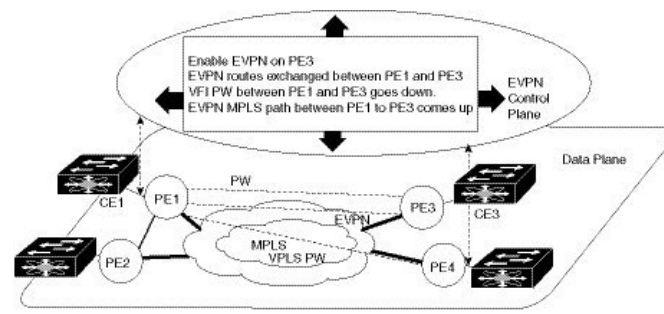 Enable EVPN on PE3
EVPN routes exchanged between PE1 and PE3
VFI PW between PE1 and PE3 goes down.
EVPN MPLS path between PE1 to PE3 comes up
EVPN
Control
Plane
Data Plane
PW
CE1
PE1
EVPN
PE3
CE3
MPLS
VPLS PW
PE2
PE4